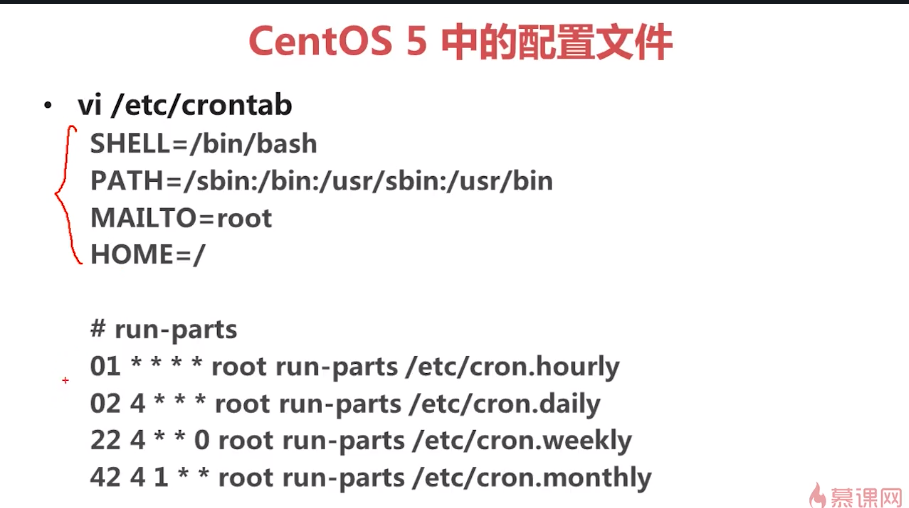 CentOS 5 中的配置文件
• vi /etc/crontab
SHELL=/bin/bash
PATH=/sbin:/bin:/usr/sbin:/usr/bin
MAILTO=root
HOME=/
# run-parts
01 * * * * root run-parts /etc/cron.hourly
02 4 * * * root run-parts /etc/cron.daily
22 4 * * 0 root run-parts /etc/cron.weekly
42 4 1 * * root run-parts /etc/cron.monthly
慕课网